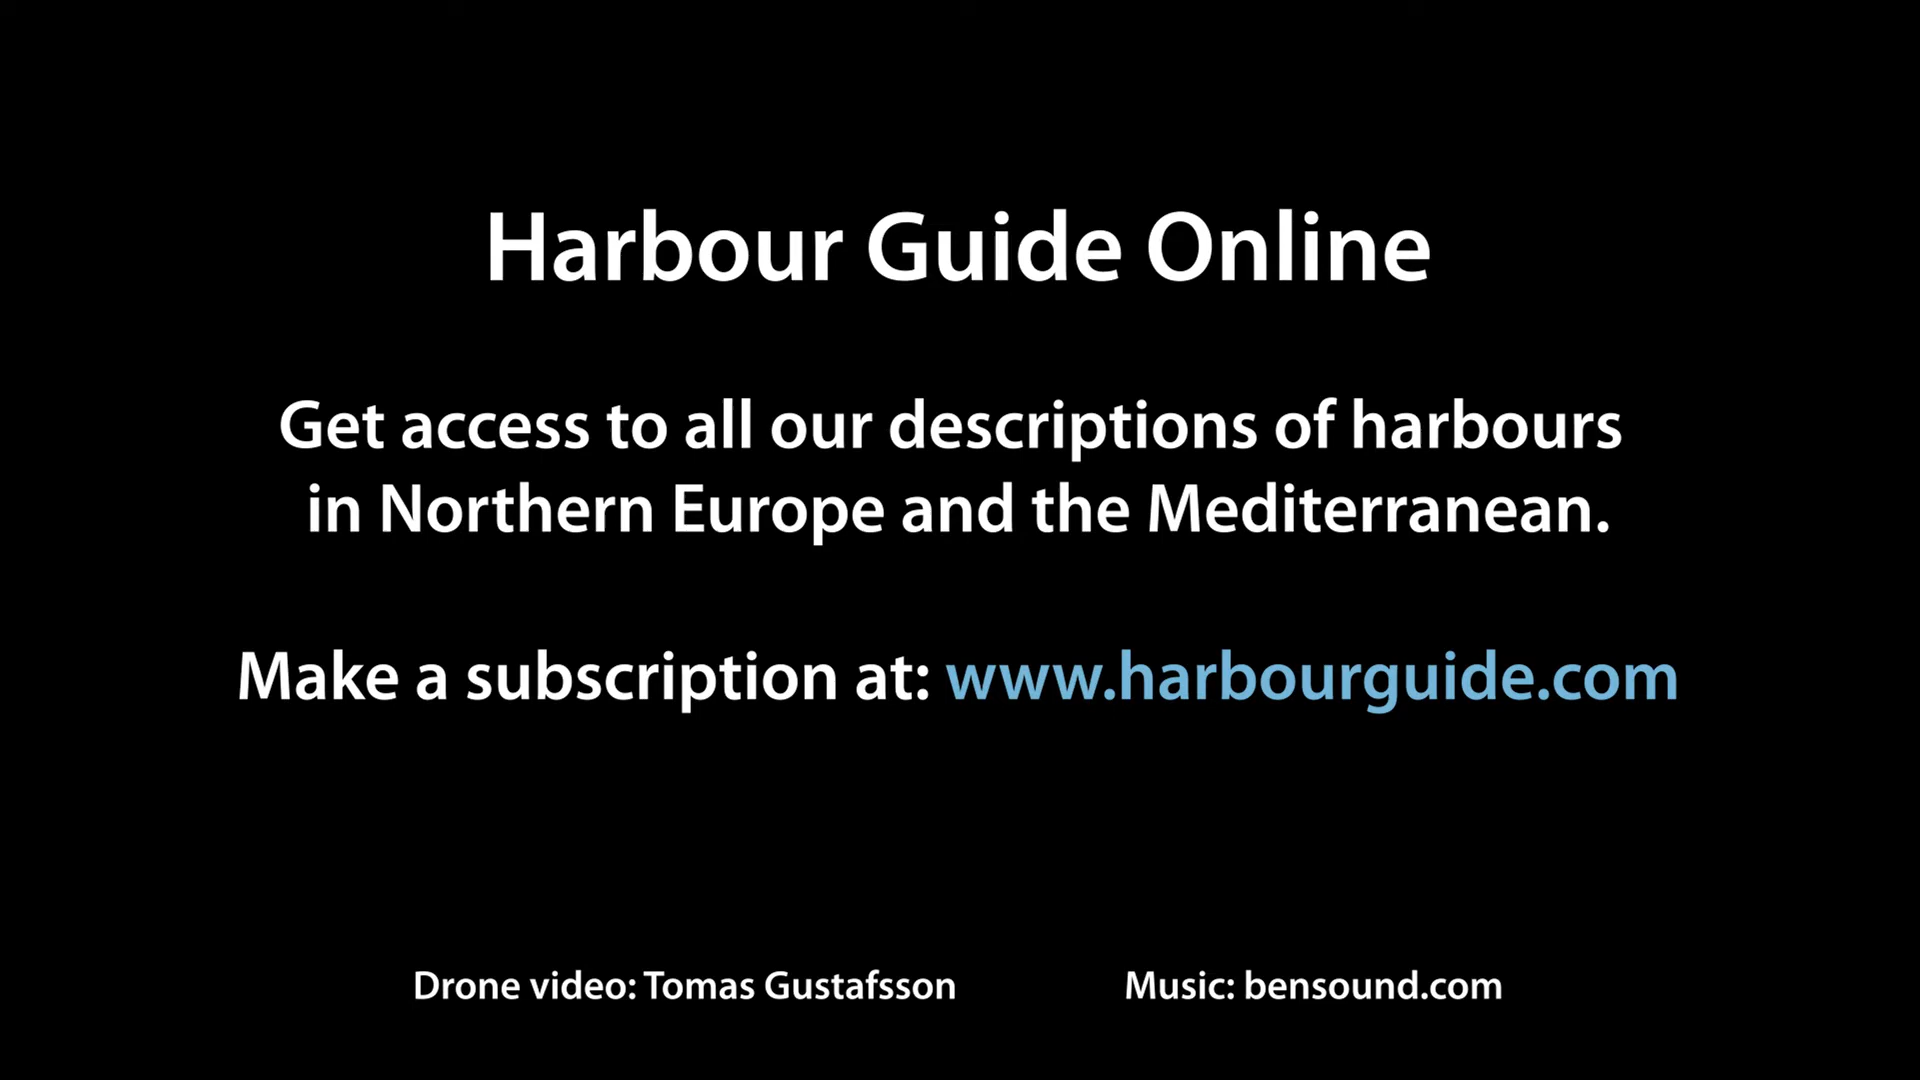 Harbour Guide Online
Get access to all our descriptions of harbours
in Northern Europe and the Mediterranean.
Make a subscription at: www.harbourguide.com
Drone video: Tomas Gustafsson Music: bensound.com